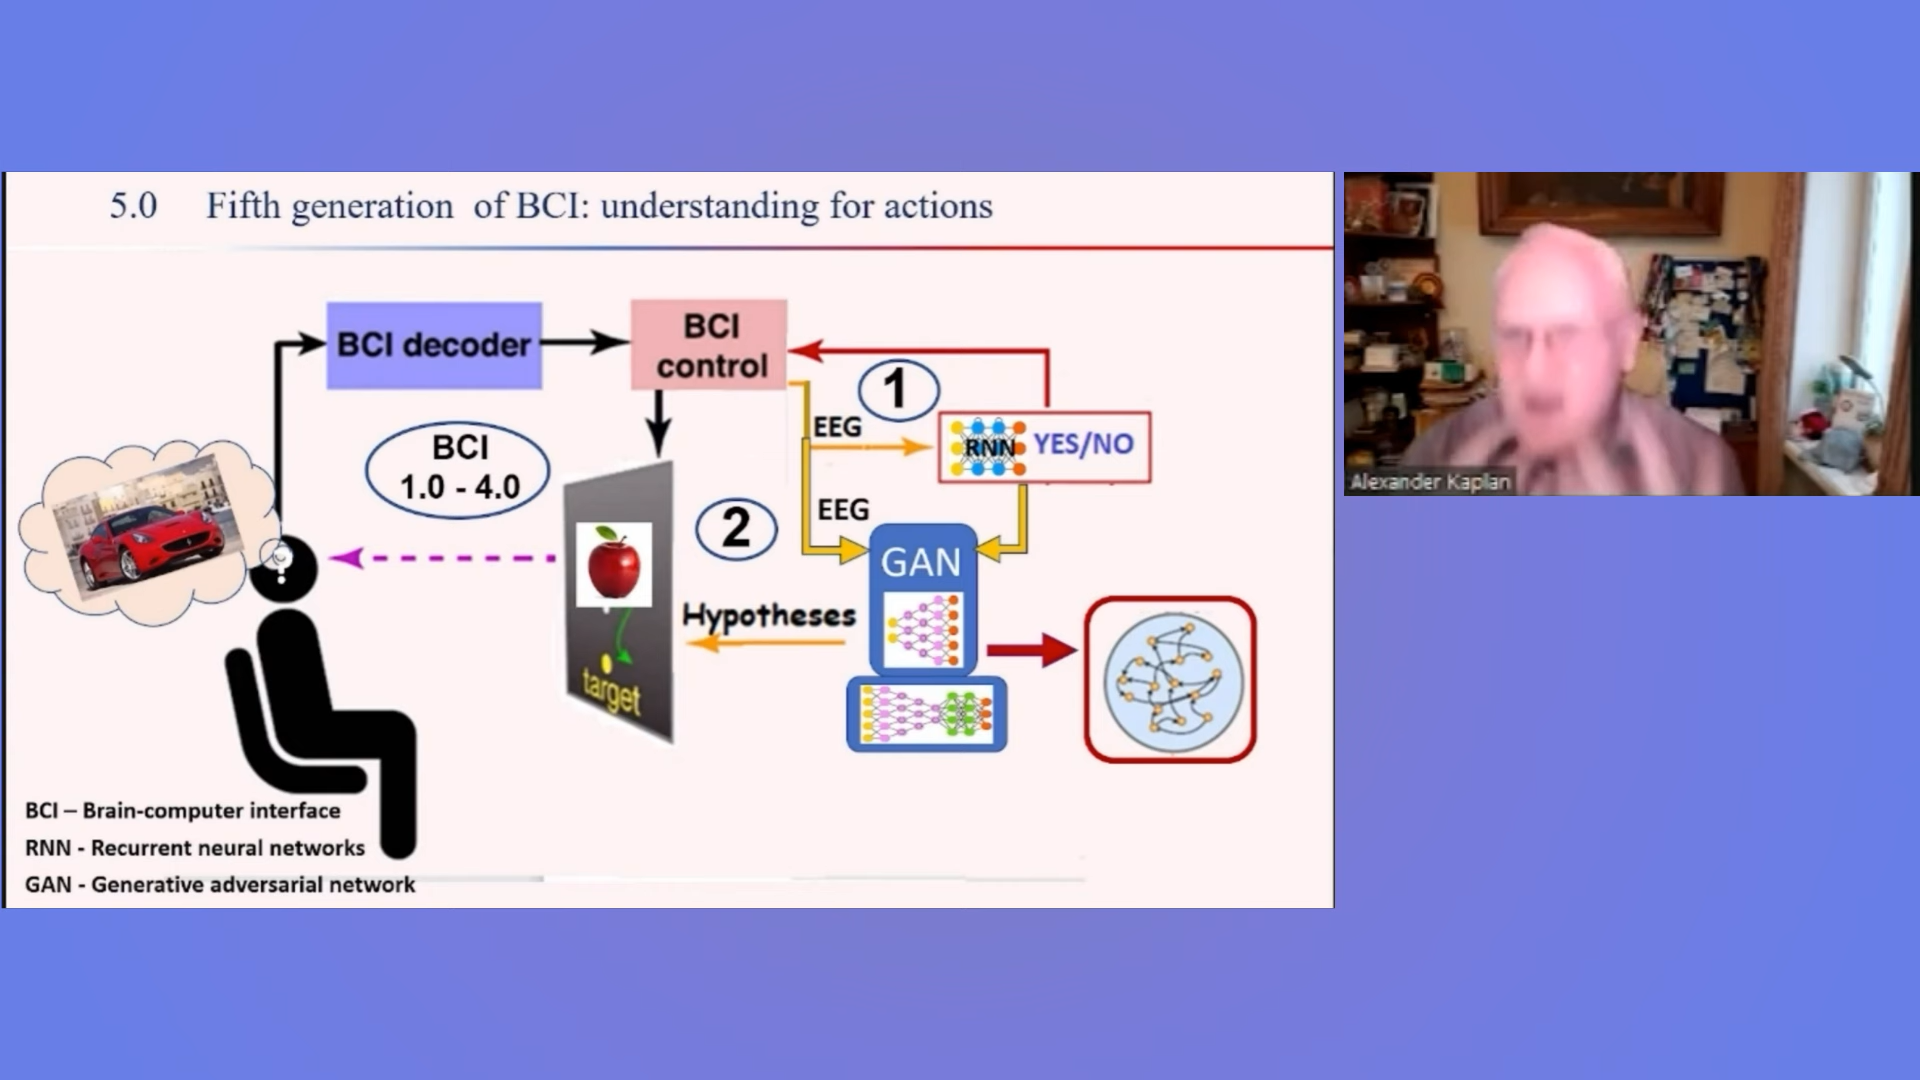 5.0 Fifth generation of BCI: understanding for actions
BCI decoder
BCI
control
1
EEG
RNN YES/NO
BCI
1.0 - 4.0
2
EEG
GAN
?
Hypotheses
target
BCI – Brain-computer interface
RNN - Recurrent neural networks
GAN - Generative adversarial network
Alexander Kaplan